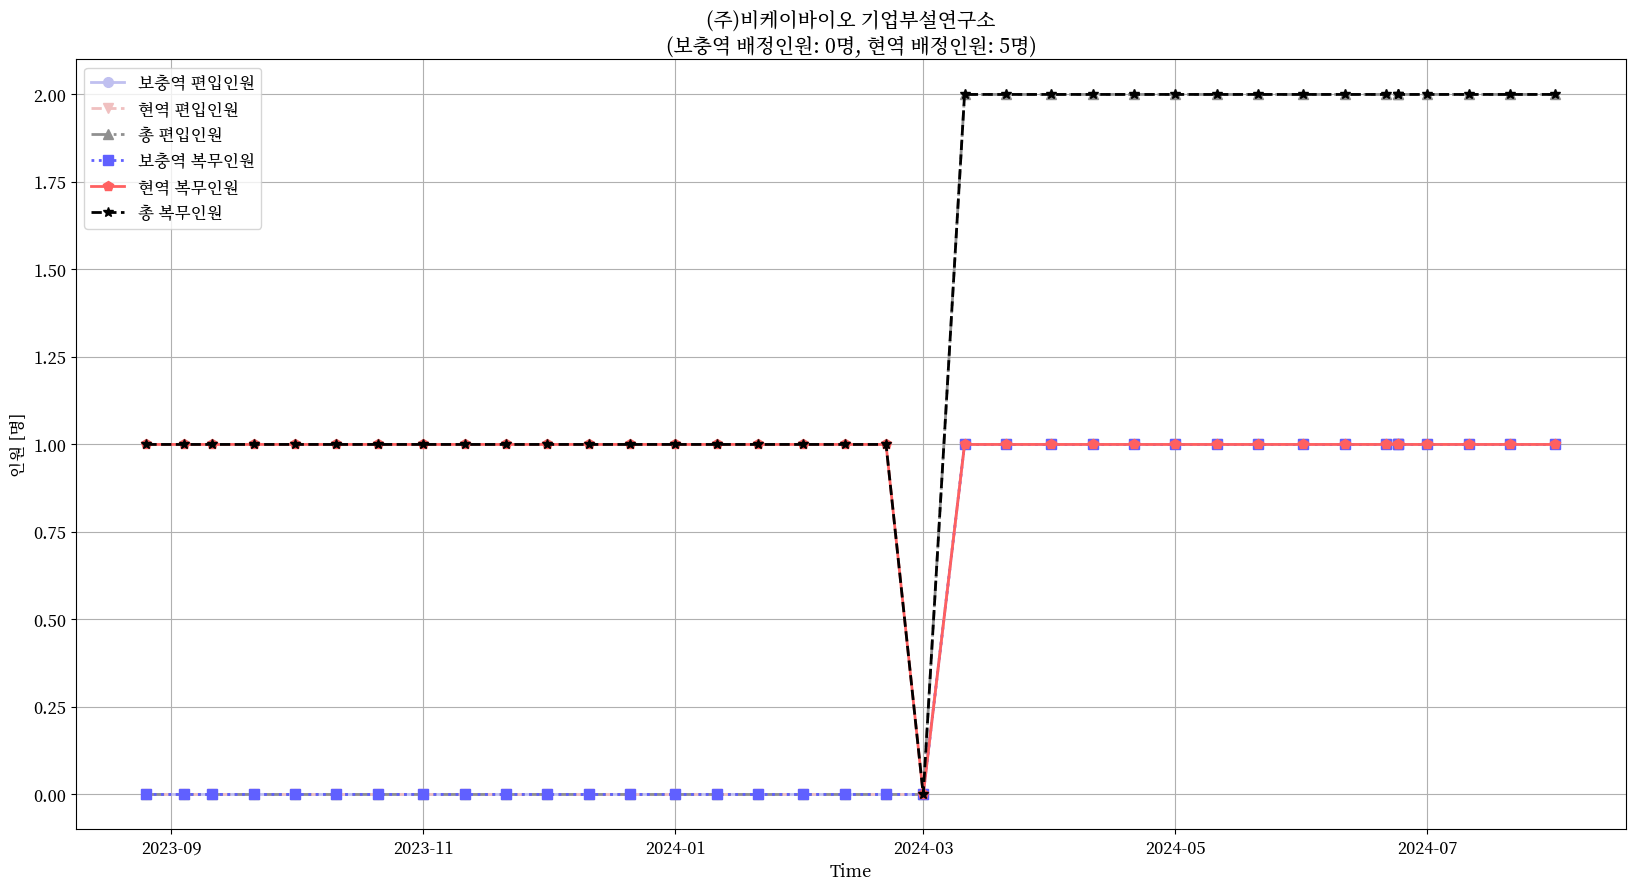 (주)비케이바이오 기업부설연구소
(보충역 배정인원: 0명, 현역 배정인원: 5명)
보충역 편입인원
현역 편입인원
총 편입인원
보충역 복무인원
현역 복무인원
총 복무인원
2.00
1.75
1.50
1.25
1.00
0.75
0.50
0.25
0.00
인원 [명]
2023-09
2023-11
2024-01
2024-03
2024-05
2024-07
Time